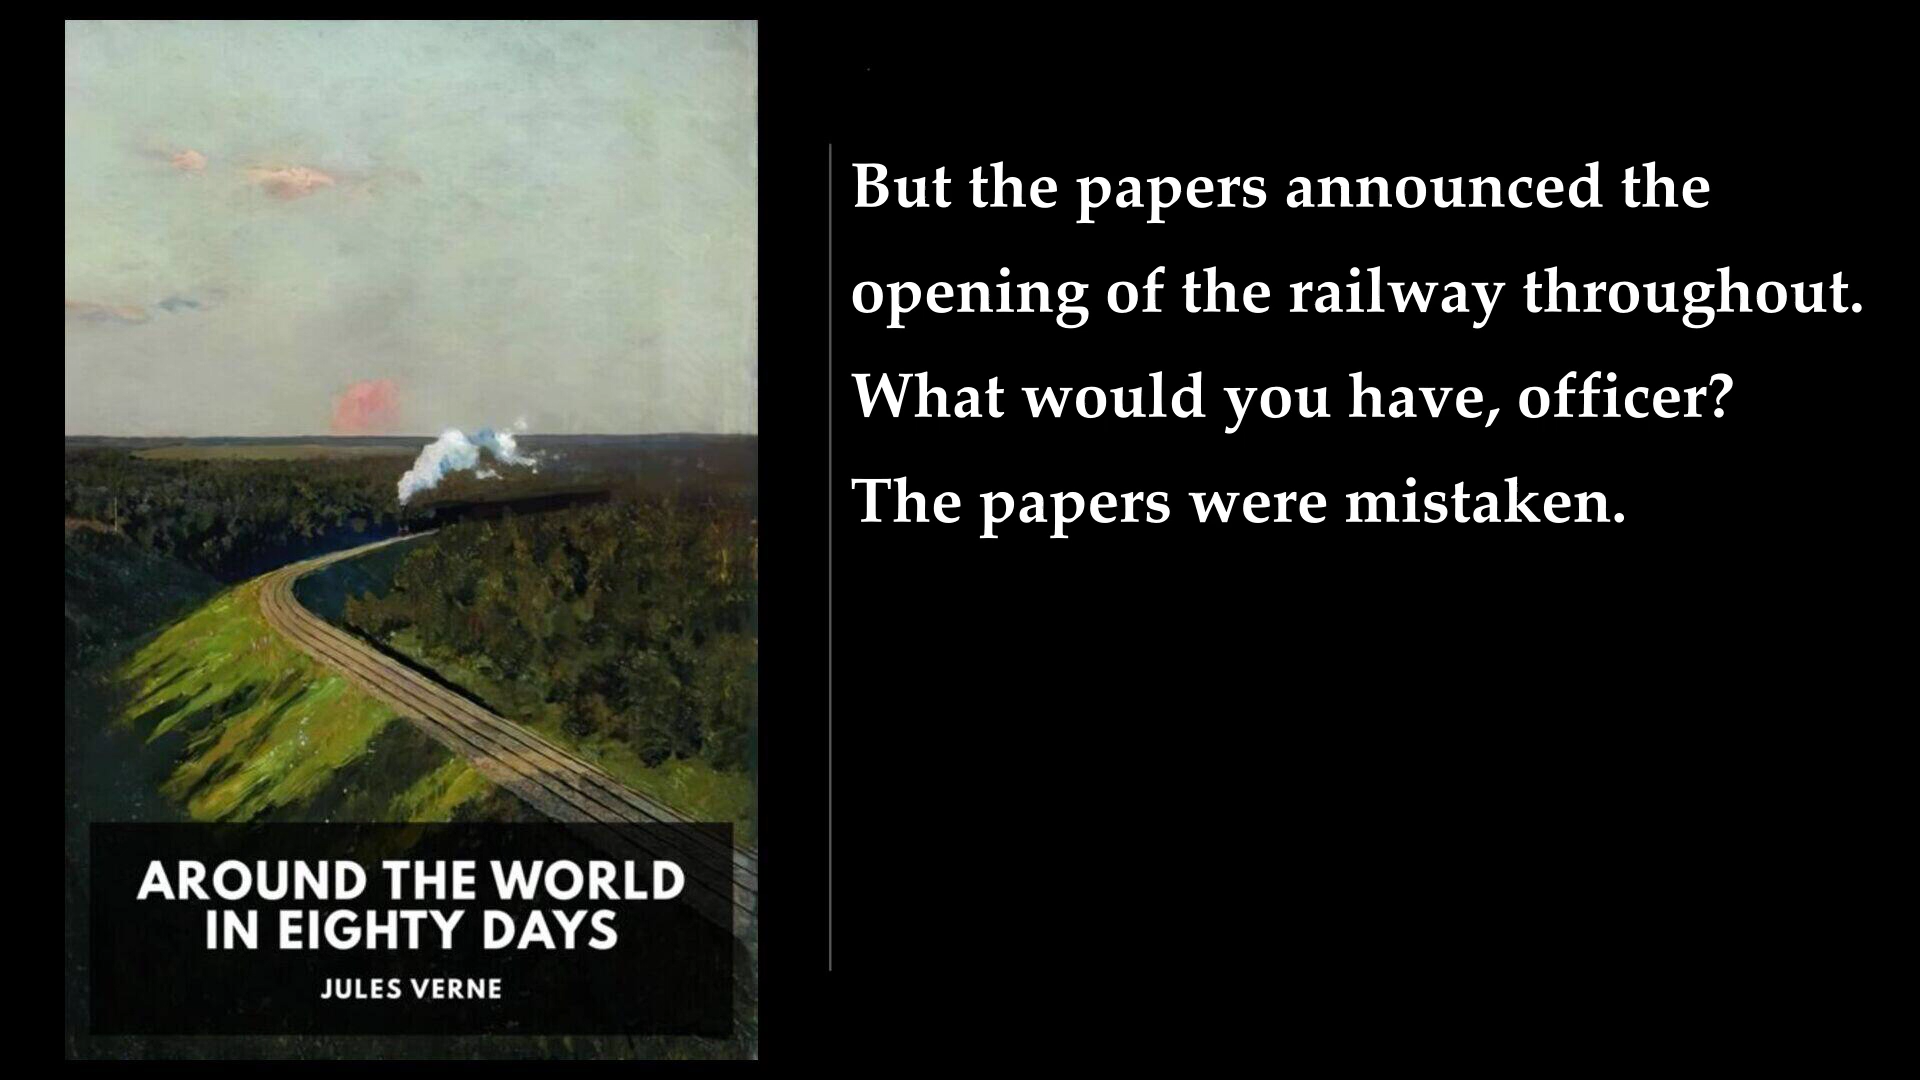 AROUND THE WORLD
IN EIGHTY DAYS
JULES VERNE
But the papers announced the
opening of the railway throughout.
What would you have, officer?
The papers were mistaken.